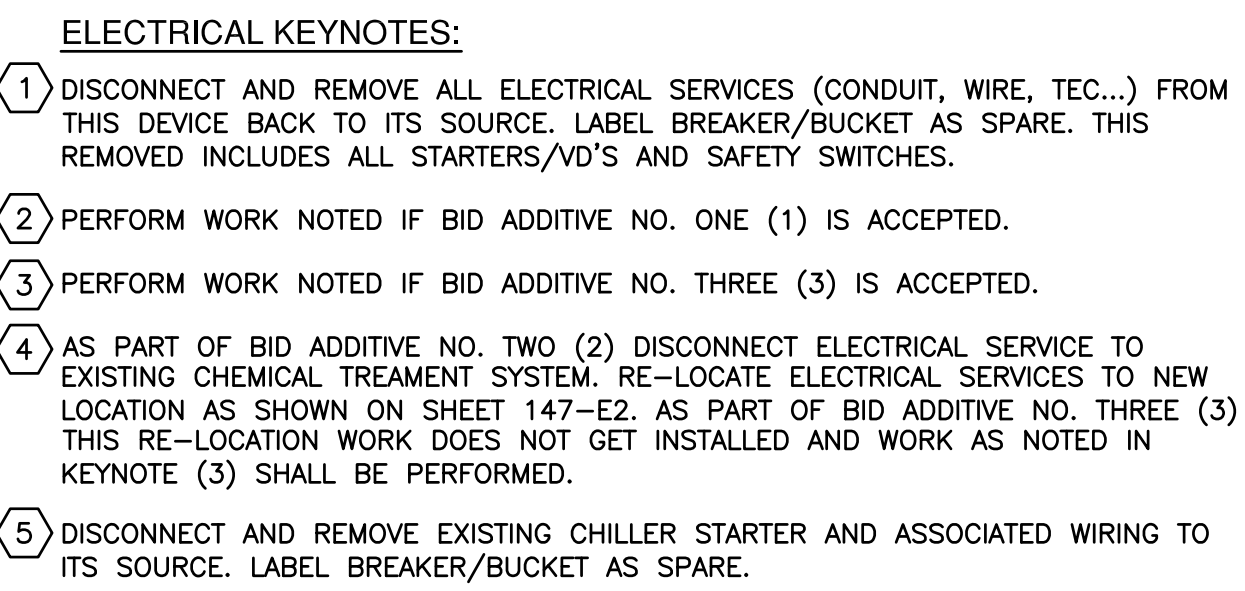 ELECTRICAL KEYNOTES:
1 DISCONNECT AND REMOVE ALL ELECTRICAL SERVICES (CONDUIT, WIRE, TEC...) FROM
THIS DEVICE BACK TO ITS SOURCE. LABEL BREAKER/BUCKET AS SPARE. THIS
REMOVED INCLUDES ALL STARTERS/VD'S AND SAFETY SWITCHES.
2 PERFORM WORK NOTED IF BID ADDITIVE NO. ONE (1) IS ACCEPTED.
3 PERFORM WORK NOTED IF BID ADDITIVE NO. THREE (3) IS ACCEPTED.
4 AS PART OF BID ADDITIVE NO. TWO (2) DISCONNECT ELECTRICAL SERVICE TO
EXISTING CHEMICAL TREAMENT SYSTEM. RE-LOCATE ELECTRICAL SERVICES TO NEW
LOCATION AS SHOWN ON SHEET 147-E2. AS PART OF BID ADDITIVE NO. THREE (3)
THIS RE-LOCATION WORK DOES NOT GET INSTALLED AND WORK AS NOTED IN
KEYNOTE (3) SHALL BE PERFORMED.
5 DISCONNECT AND REMOVE EXISTING CHILLER STARTER AND ASSOCIATED WIRING TO
ITS SOURCE. LABEL BREAKER/BUCKET AS SPARE.